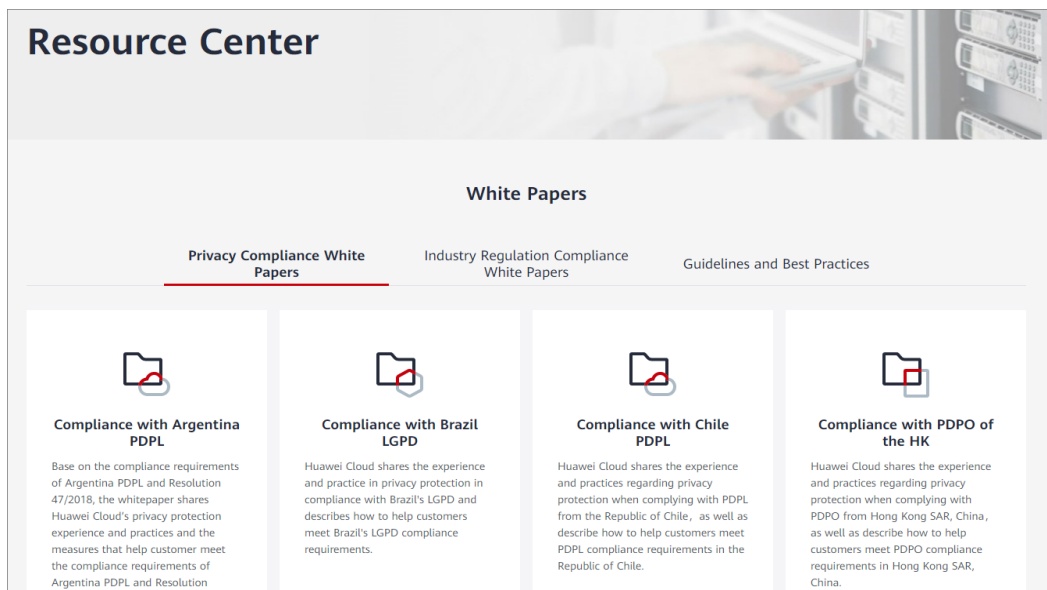 Resource Center
White Papers
Privacy Compliance White
Papers
Industry Regulation Compliance
White Papers
Guidelines and Best Practices
Compliance with Argentina
PDPL
Base on the compliance requirements
of Argentina PDPL and Resolution
47/2018, the whitepaper shares
Huawei Cloud's privacy protection
experience and practices and the
measures that help customer meet
the compliance requirements of
Argentina PDPL and Resolution
Compliance with Brazil
LGPD
Huawei Cloud shares the experience
and practice in privacy protection in
compliance with Brazil's LGPD and
describes how to help customers
meet Brazil's LGPD compliance
requirements.
Compliance with Chile
PDPL
Huawei Cloud shares the experience
and practices regarding privacy
protection when complying with PDPL
from the Republic of Chile，as well as
describe how to help customers meet
PDPL compliance requirements in the
Republic of Chile.
Compliance with PDPO of
the HK
Huawei Cloud shares the experience
and practices regarding privacy
protection when complying with
PDPO from Hong Kong SAR, China，
as well as describe how to help
customers meet PDPO compliance
requirements in Hong Kong SAR,
China.